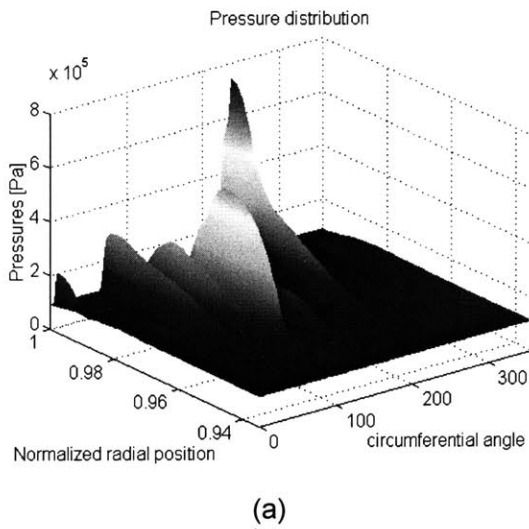 Pressure distribution
x 10^5
8
6
4
2
0
Pressures [Pa]
1
0.98
0.96
0.94
Normalized radial position
0
100
200
300
circumferential angle
(a)